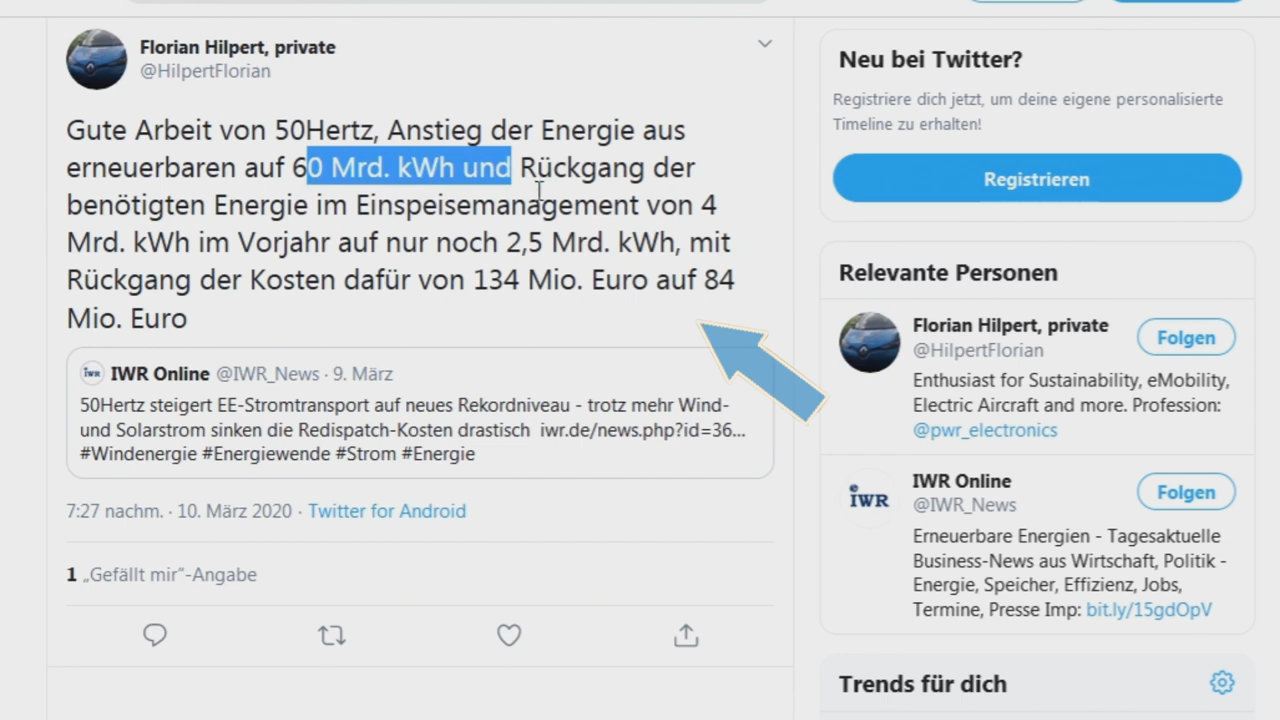 Florian Hilpert, private
@HilpertFlorian
Gute Arbeit von 50Hertz, Anstieg der Energie aus
erneuerbaren auf 60 Mrd. kWh und Rückgang der
benötigten Energie im Einspeisemanagement von 4
Mrd. kWh im Vorjahr auf nur noch 2,5 Mrd. kWh, mit
Rückgang der Kosten dafür von 134 Mio. Euro auf 84
Mio. Euro
IWR Online @IWR_News · 9. März
50Hertz steigert EE-Stromtransport auf neues Rekordniveau - trotz mehr Wind-
und Solarstrom sinken die Redispatch-Kosten drastisch iwr.de/news.php?id=36...
#Windenergie #Energiewende #Strom #Energie
7:27 nachm. · 10. März 2020 · Twitter for Android
1 „Gefällt mir“-Angabe
Neu bei Twitter?
Registriere dich jetzt, um deine eigene personalisierte
Timeline zu erhalten!
Registrieren
Relevante Personen
Florian Hilpert, private
@HilpertFlorian
Folgen
Enthusiast for Sustainability, eMobility,
Electric Aircraft and more. Profession:
@pwr_electronics
IWR
IWR Online
@IWR_News
Folgen
Erneuerbare Energien - Tagesaktuelle
Business-News aus Wirtschaft, Politik -
Energie, Speicher, Effizienz, Jobs,
Termine, Presse Imp: bit.ly/15gdOpV
Trends für dich